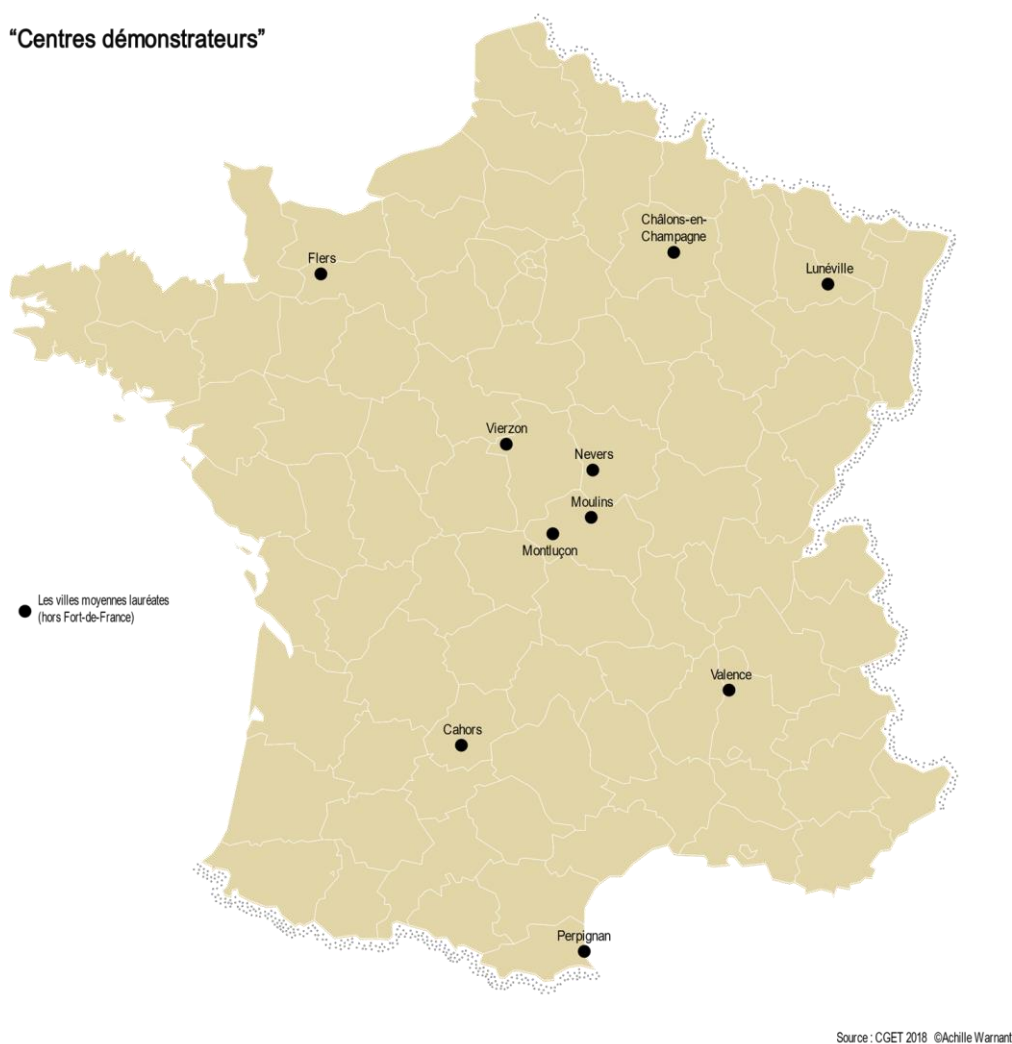 “Centres démonstrateurs”
Châlons-en-
Champagne
Flers
Lunéville
Vierzon
Nevers
Moulins
Montluçon
Les villes moyennes lauréates
(hors Fort-de-France)
Valence
Cahors
Perpignan
Source : CGET 2018 ©Achille Warnant